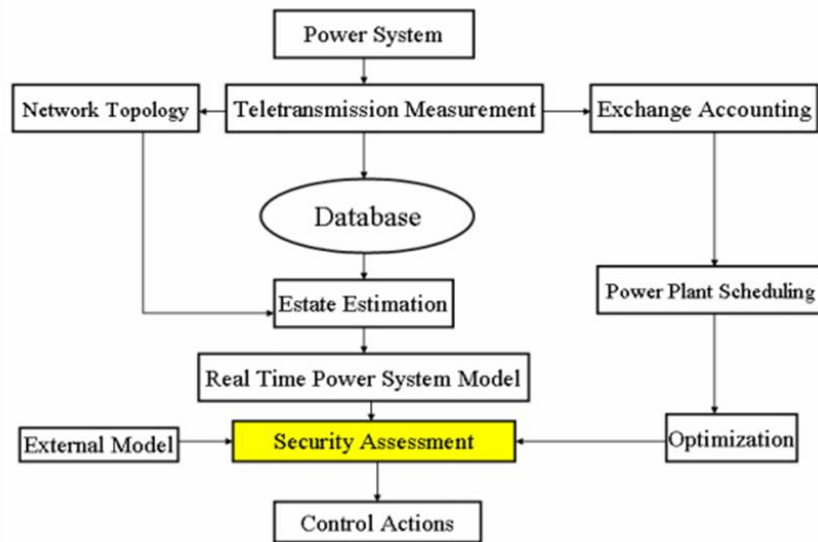 Power System
Network Topology
Teletransmission Measurement
Exchange Accounting
Database
Estate Estimation
Power Plant Scheduling
Real Time Power System Model
External Model
Security Assessment
Optimization
Control Actions